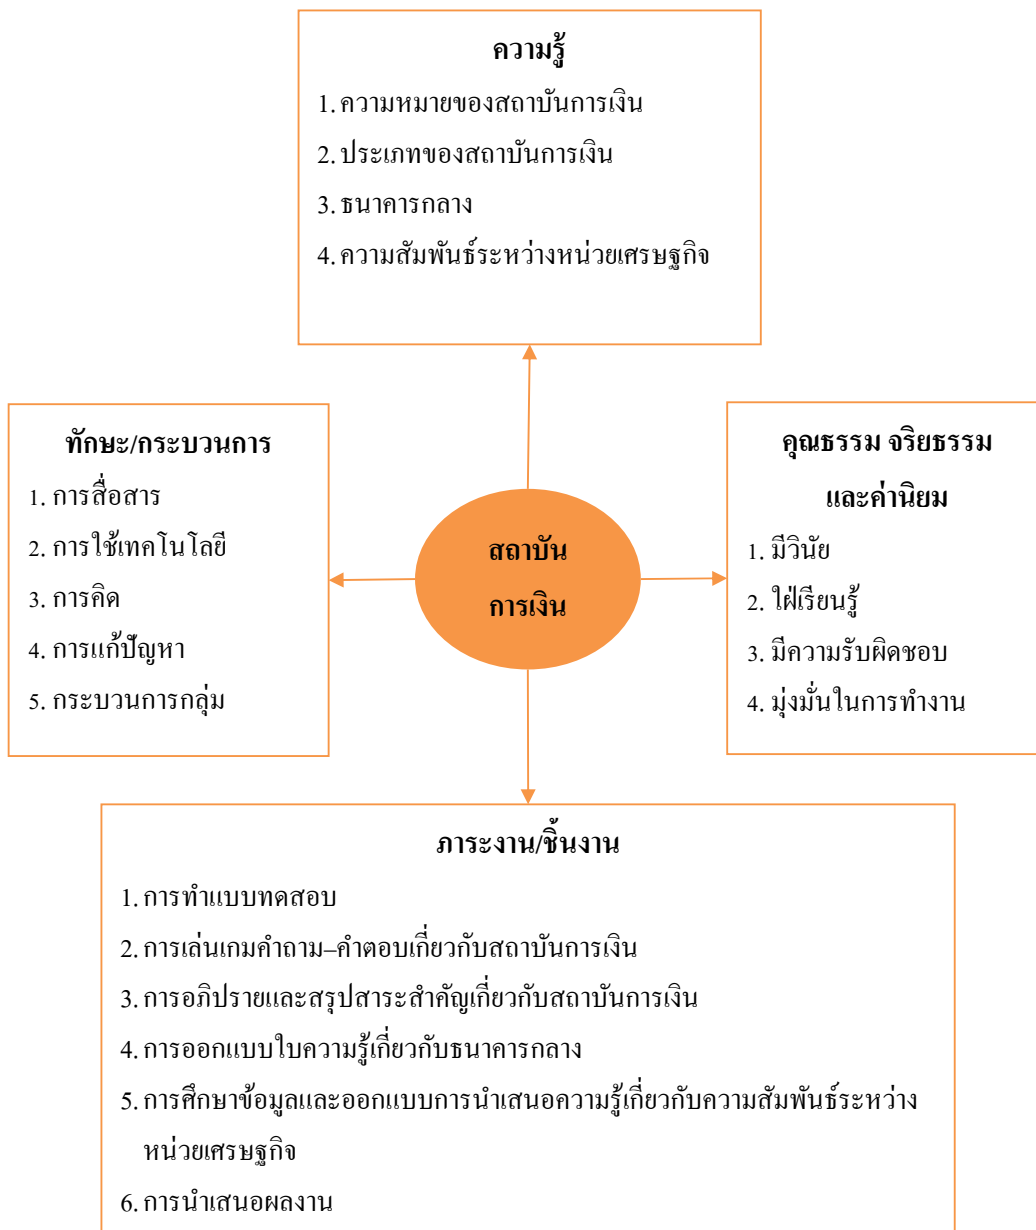 ความรู้
1. ความหมายของสถาบันการเงิน
2. ประเภทของสถาบันการเงิน
3. ธนาคารกลาง
4. ความสัมพันธ์ระหว่างหน่วยเศรษฐกิจ
ทักษะ/กระบวนการ
1. การสื่อสาร
2. การใช้เทคโนโลยี
3. การคิด
4. การแก้ปัญหา
5. กระบวนการกลุ่ม
สถาบัน
การเงิน
คุณธรรม จริยธรรม
และค่านิยม
1. มีวินัย
2. ใฝ่เรียนรู้
3. มีความรับผิดชอบ
4. มุ่งมั่นในการทำงาน
ภาระงาน/ชิ้นงาน
1. การทำแบบทดสอบ
2. การเล่นเกมคำถาม–คำตอบเกี่ยวกับสถาบันการเงิน
3. การอภิปรายและสรุปสาระสำคัญเกี่ยวกับสถาบันการเงิน
4. การออกแบบใบความรู้เกี่ยวกับธนาคารกลาง
5. การศึกษาข้อมูลและออกแบบการนำเสนอความรู้เกี่ยวกับความสัมพันธ์ระหว่าง
หน่วยเศรษฐกิจ
6. การนำเสนอผลงาน